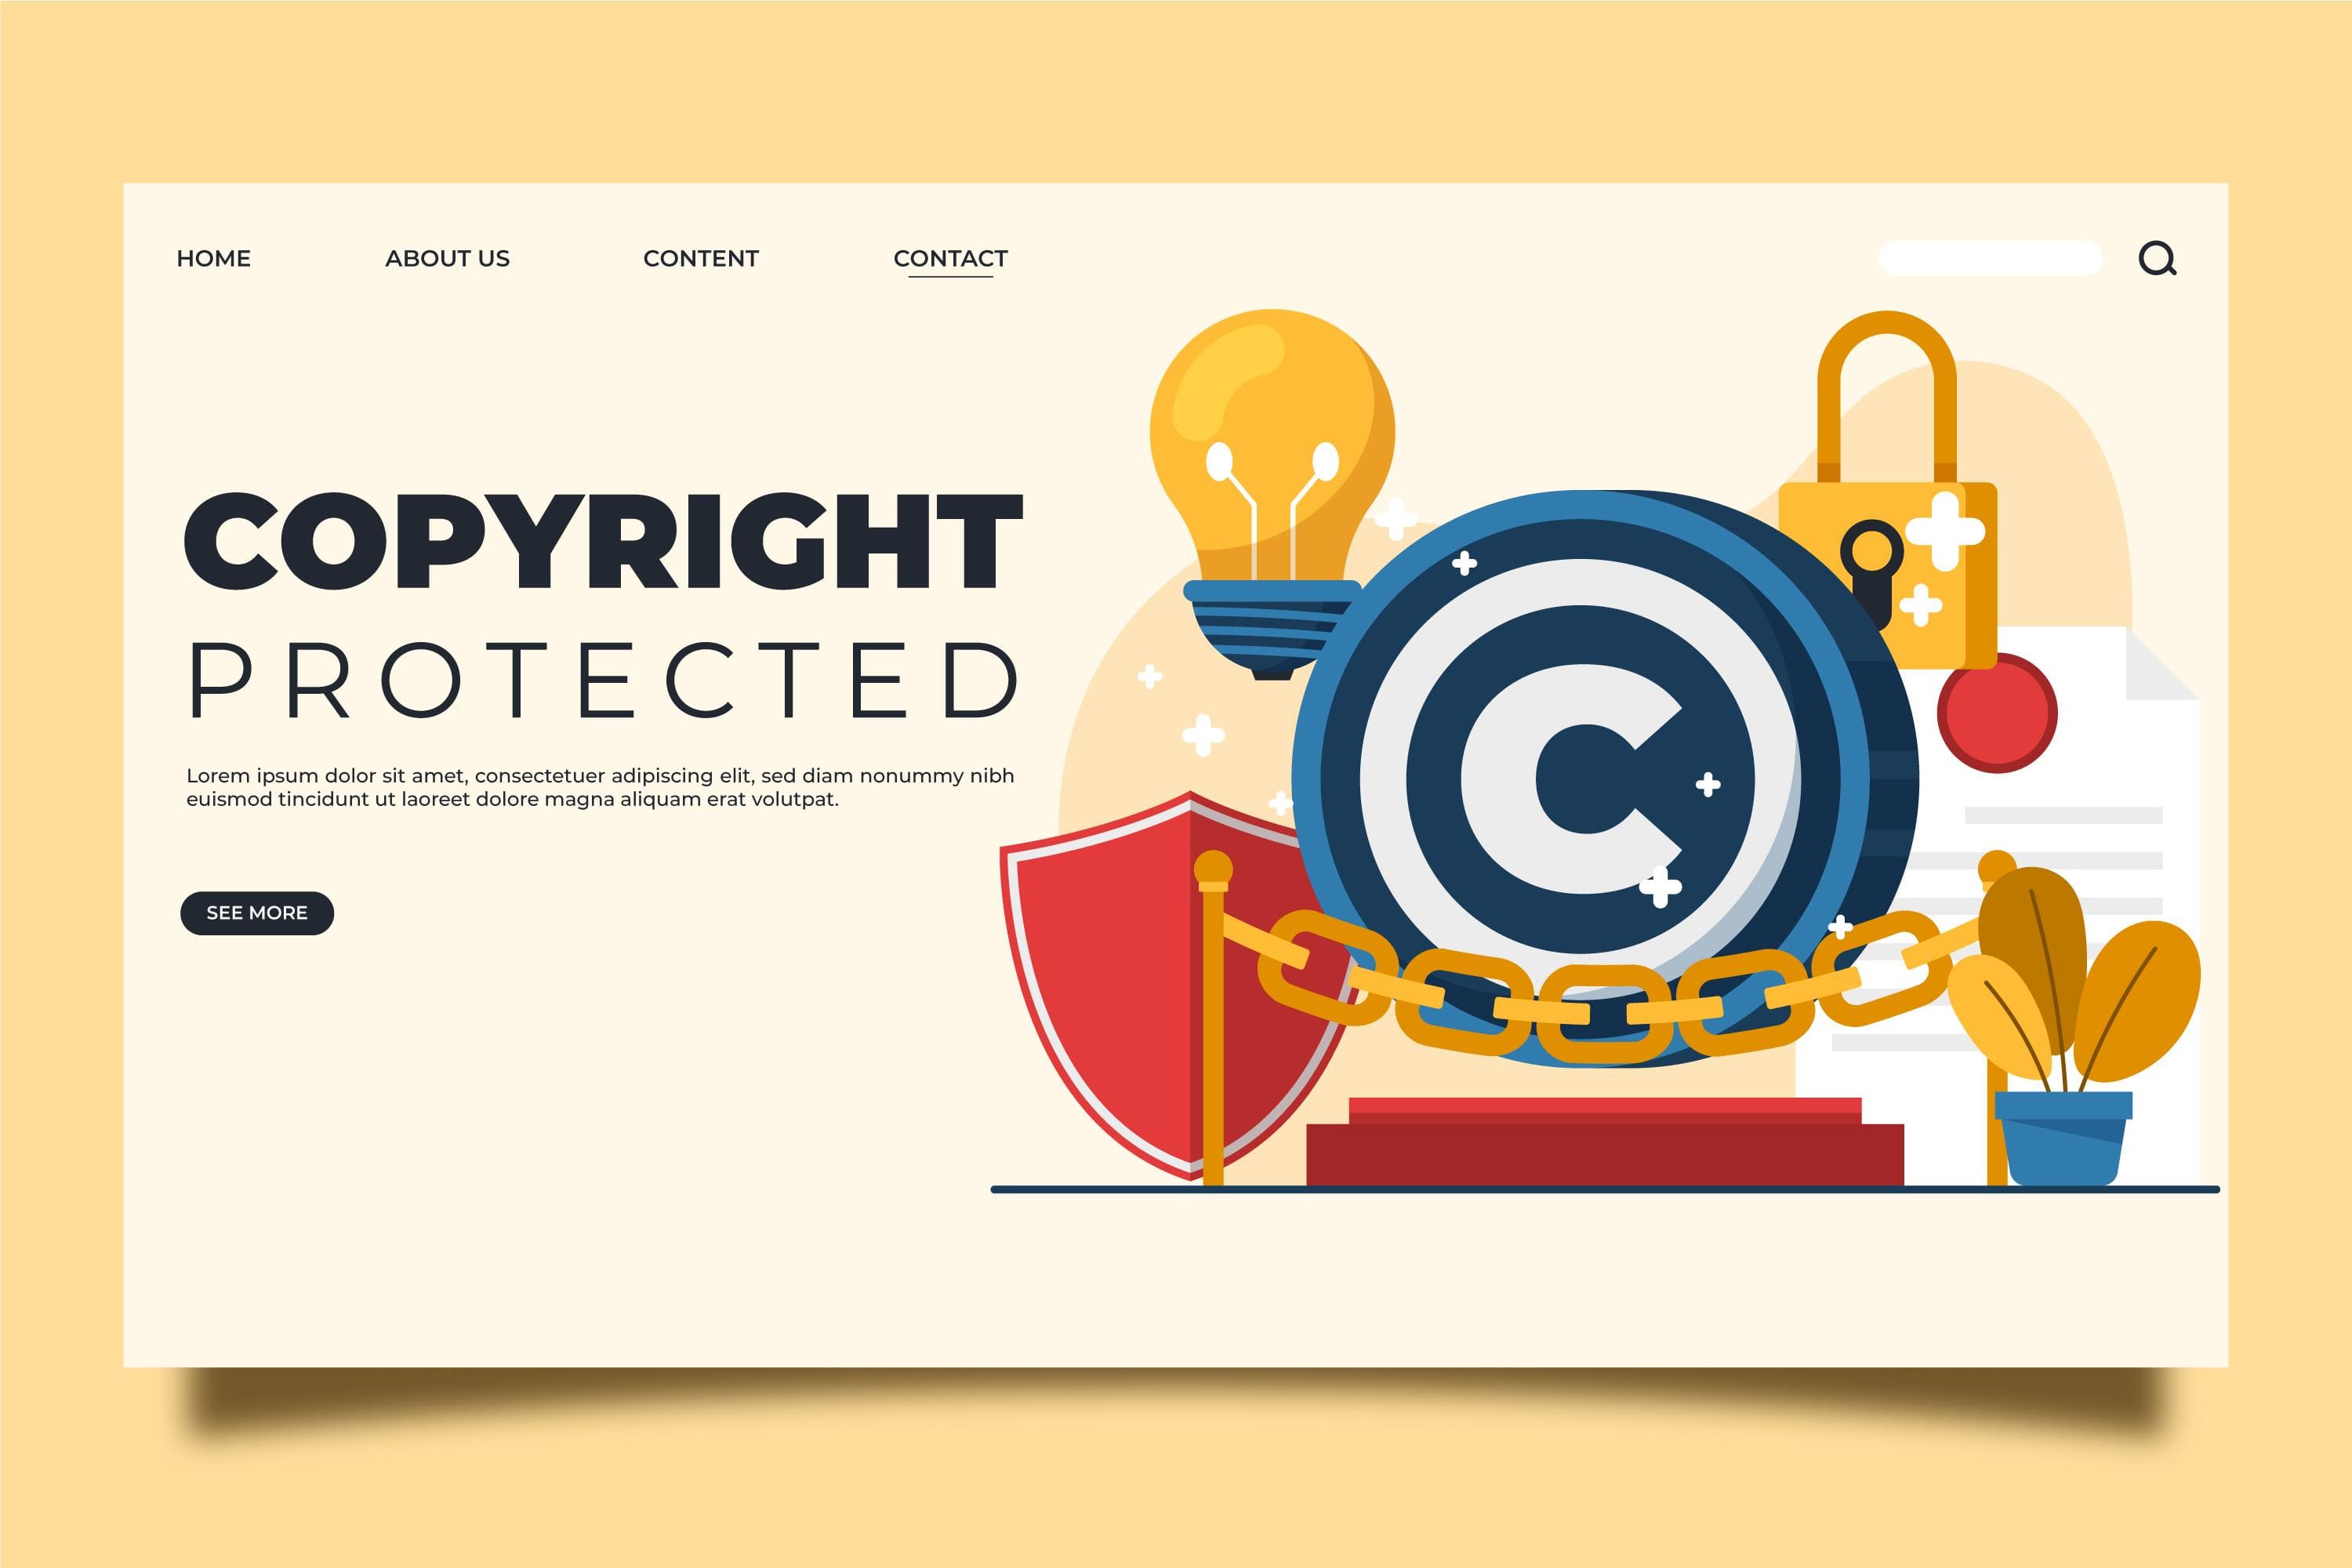 HOME ABOUT US CONTENT CONTACT
COPYRIGHT
PROTECTED
Lorem ipsum dolor sit amet, consectetuer adipiscing elit, sed diam nonummy nibh
euismod tincidunt ut laoreet dolore magna aliquam erat volutpat.
SEE MORE
C